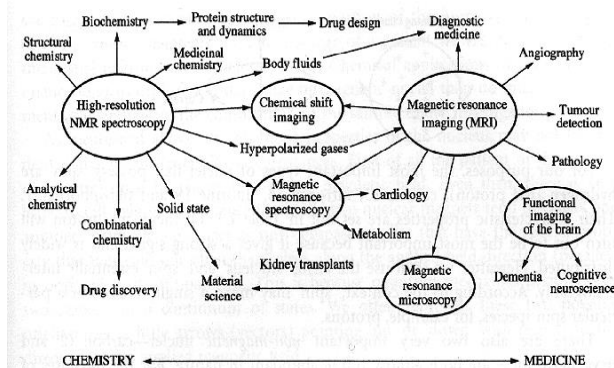 Biochemistry
Protein structure
and dynamics
Drug design
Diagnostic
medicine
Structural
chemistry
Medicinal
chemistry
Body fluids
Angiography
High-resolution
NMR spectroscopy
Chemical shift
imaging
Magnetic resonance
imaging (MRI)
Tumour
detection
Hyperpolarized gases
Pathology
Analytical
chemistry
Solid state
Magnetic
resonance
spectroscopy
Cardiology
Functional
imaging
of the brain
Combinatorial
chemistry
Metabolism
Kidney transplants
Drug discovery
Material
science
Magnetic
resonance
microscopy
Dementia
Cognitive
neuroscience
CHEMISTRY
MEDICINE